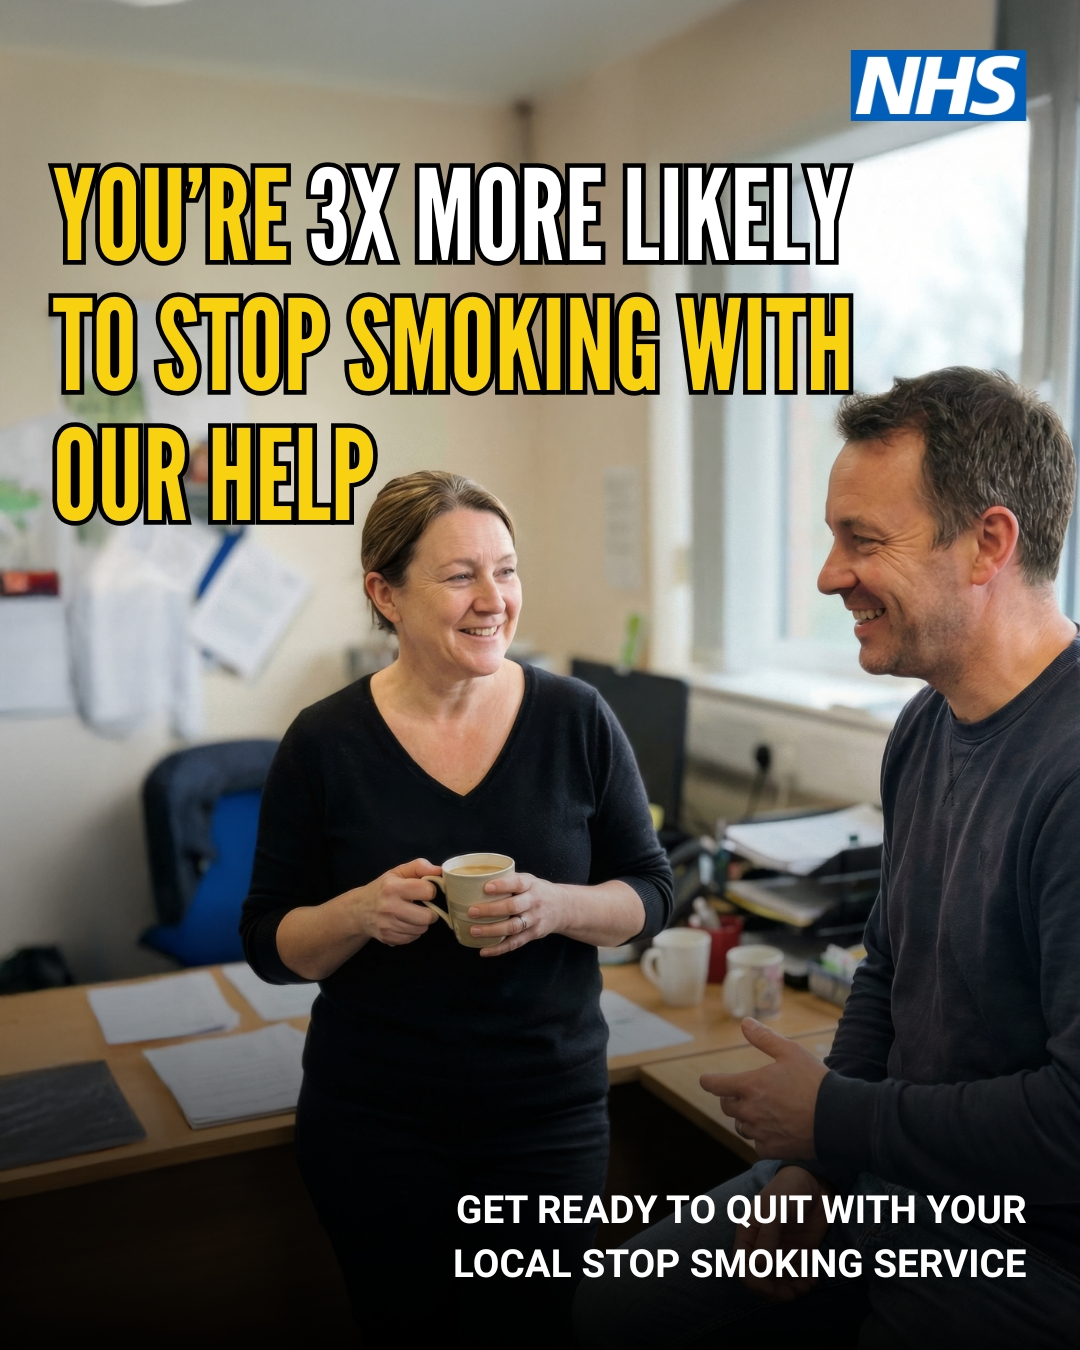 NHS
YOU'RE 3X MORE LIKELY
TO STOP SMOKING WITH
OUR HELP
GET READY TO QUIT WITH YOUR
LOCAL STOP SMOKING SERVICE